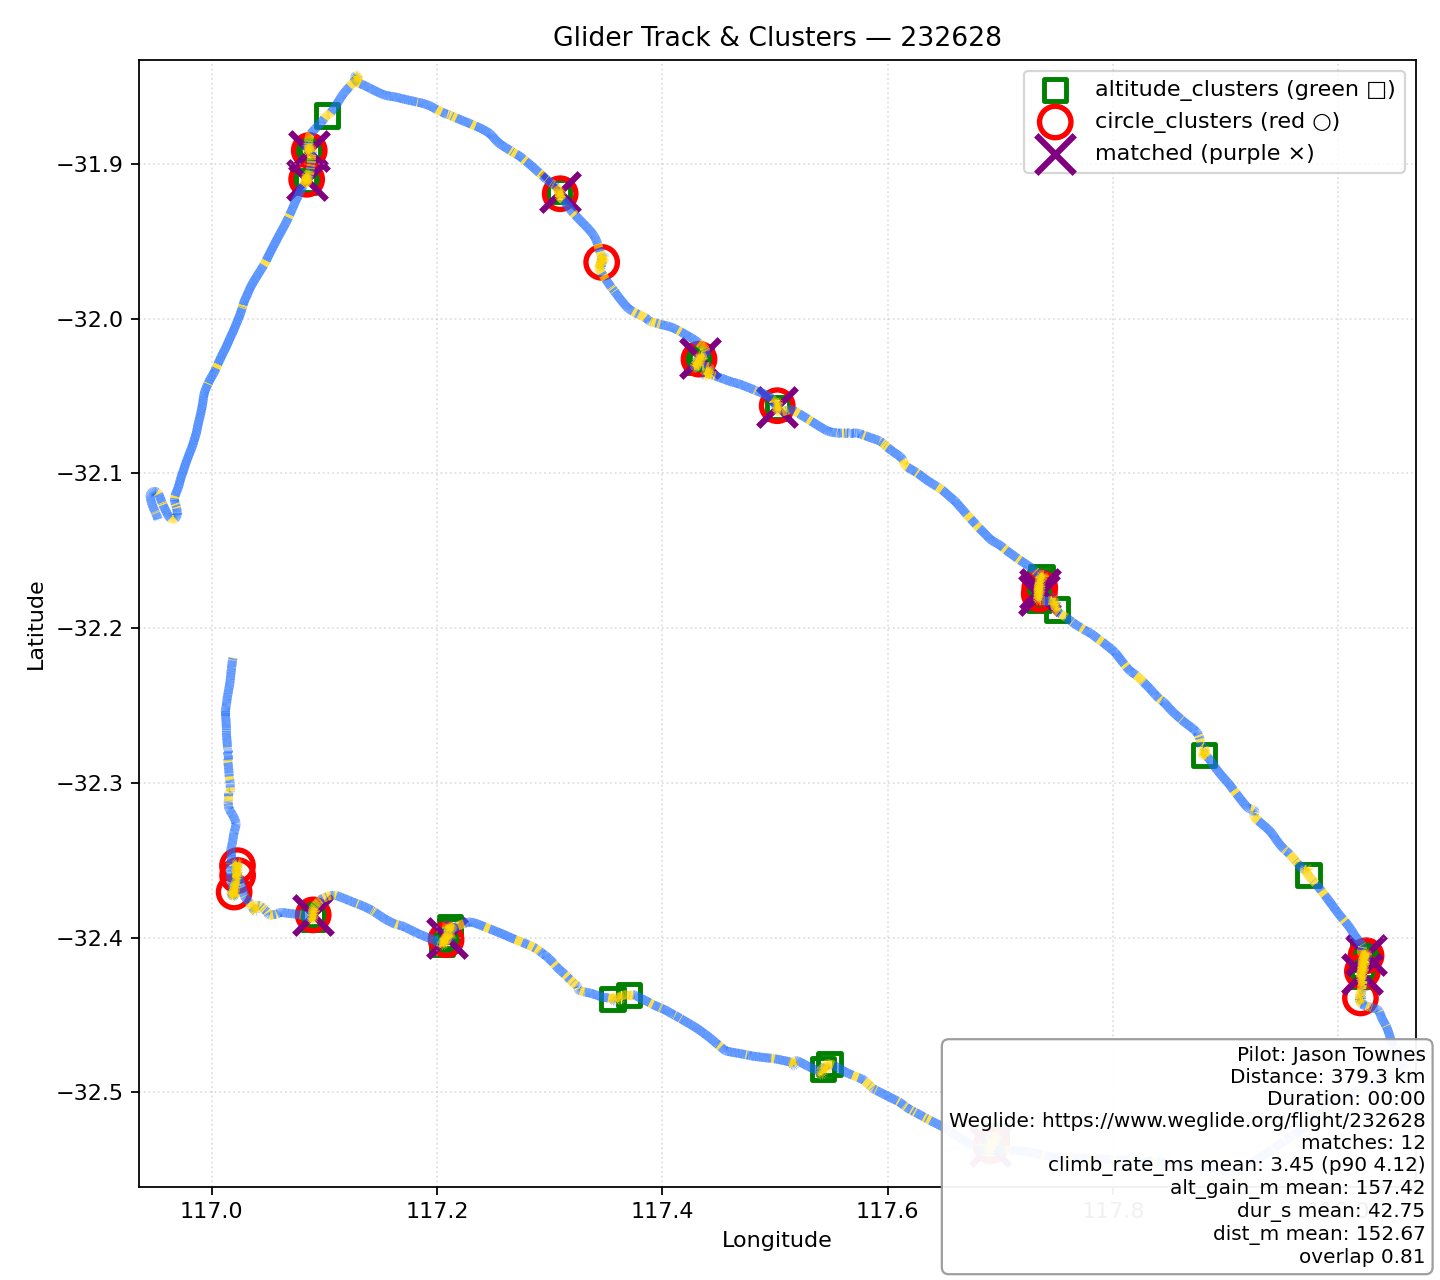 Glider Track & Clusters — 232628
altitude_clusters (green □)
circle_clusters (red ○)
matched (purple ×)
−31.9
−32.0
−32.1
−32.2
−32.3
−32.4
−32.5
Latitude
117.0
117.2
117.4
117.6
117.8
Longitude
Pilot: Jason Townes
Distance: 379.3 km
Duration: 00:00
Weglide: https://www.weglide.org/flight/232628
matches: 12
climb_rate_ms mean: 3.45 (p90 4.12)
alt_gain_m mean: 157.42
dur_s mean: 42.75
dist_m mean: 152.67
overlap 0.81